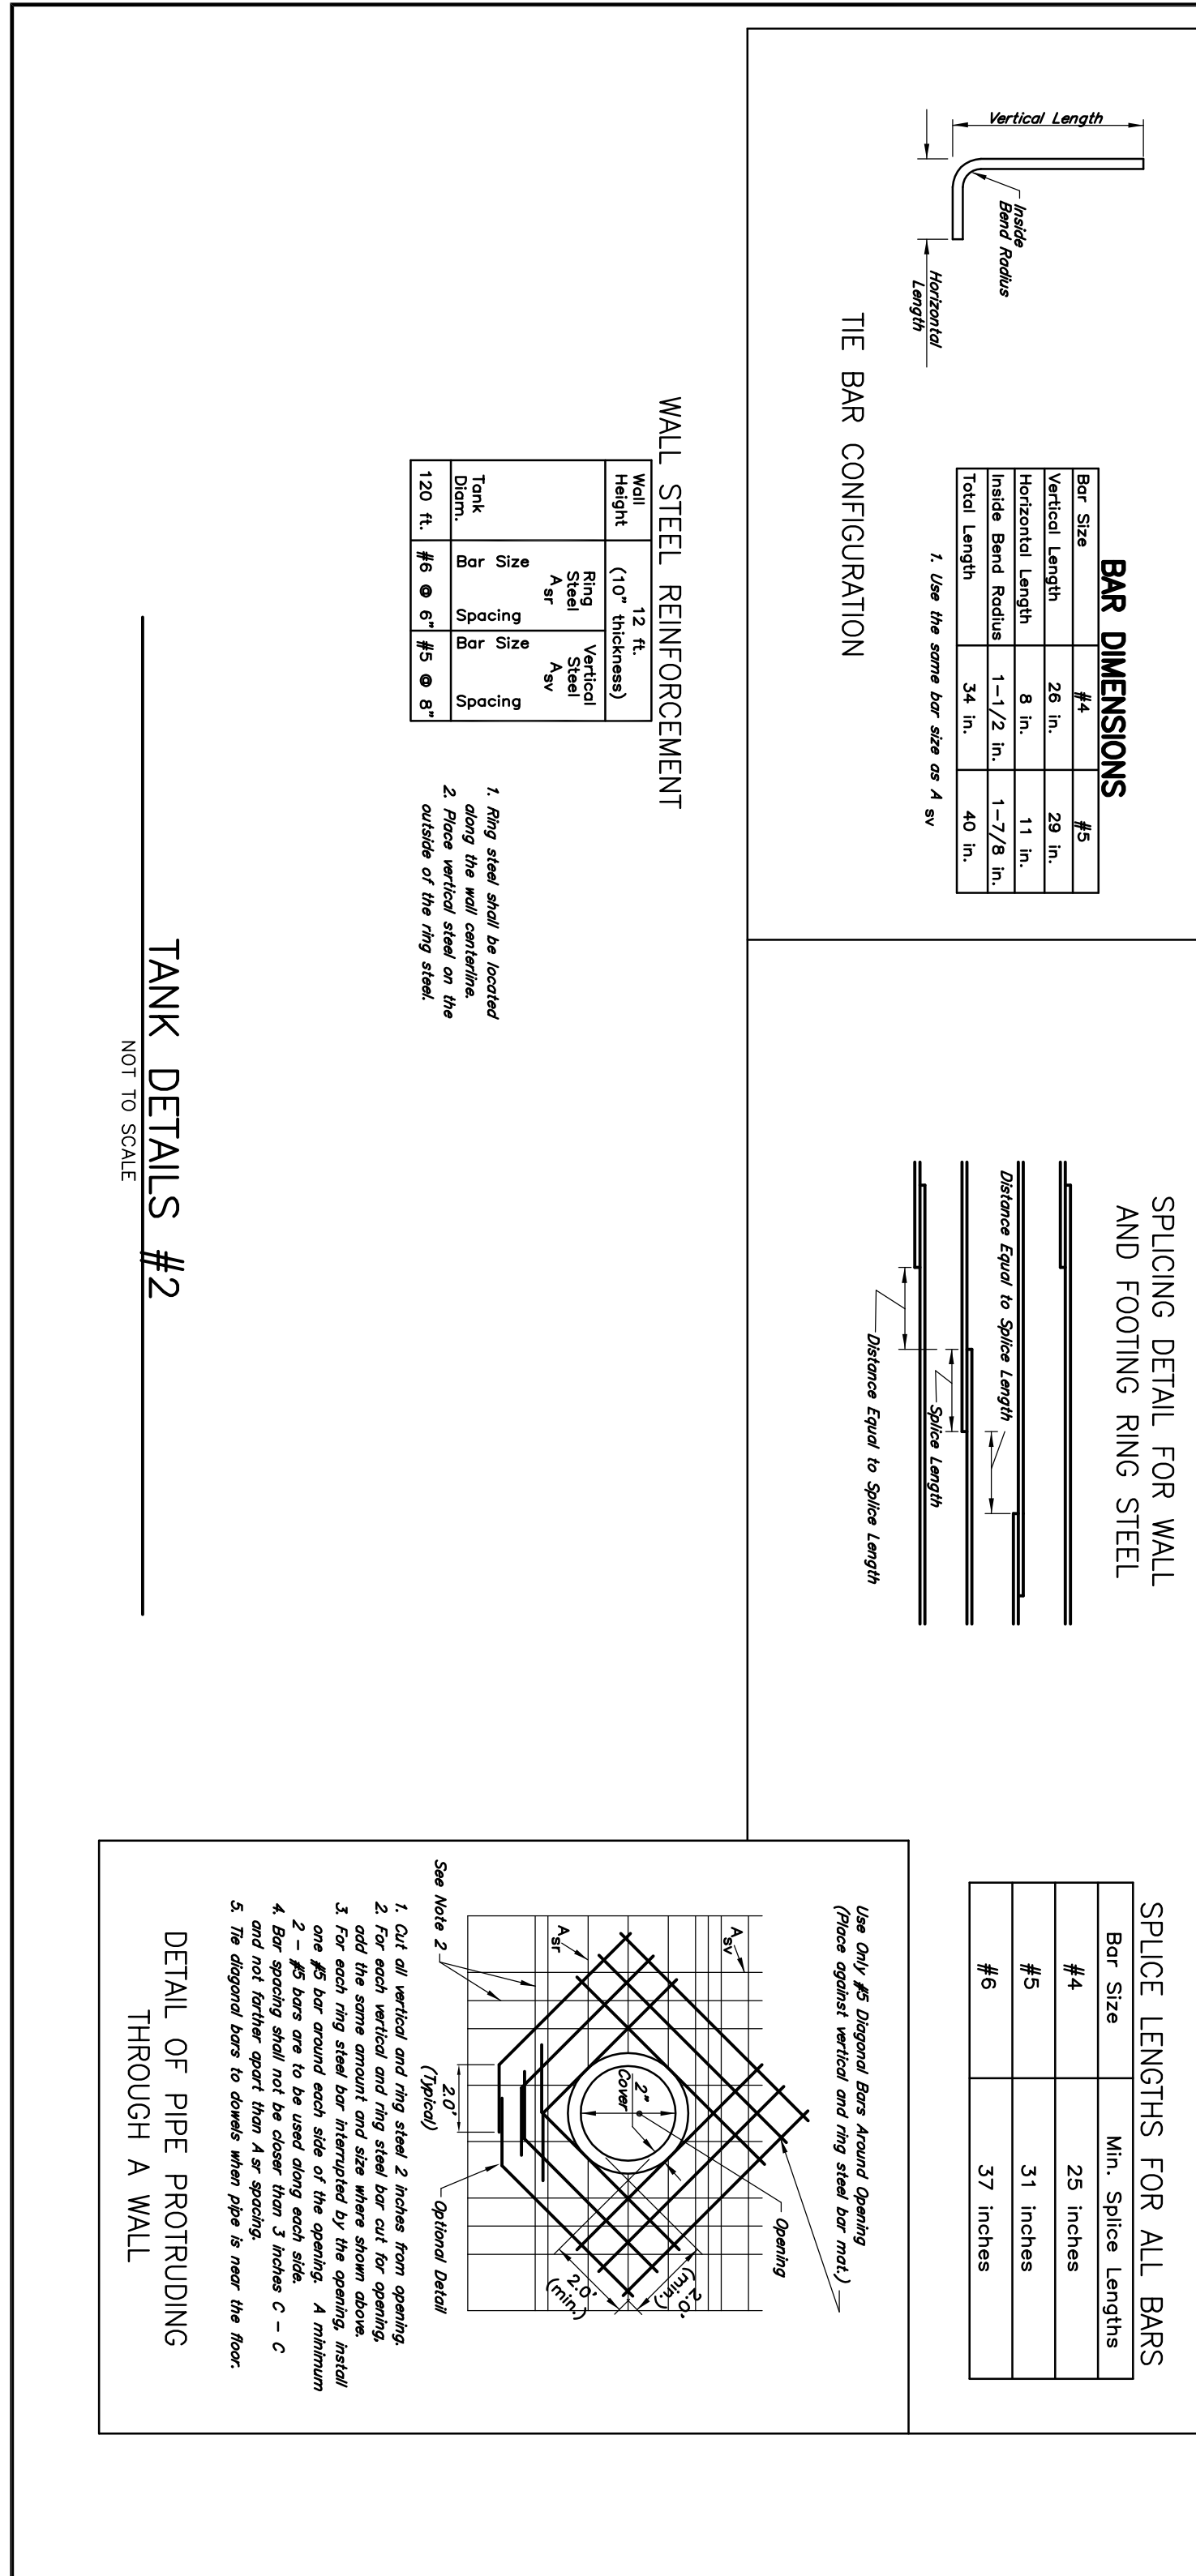 Vertical Length
Inside
Bend Radius
Horizontal
Length
BAR DIMENSIONS
Bar Size #4 #5
Vertical Length 26 in. 29 in.
Horizontal Length 8 in. 11 in.
Inside Bend Radius 1-1/2 in. 1-7/8 in.
Total Length 34 in. 40 in.
1. Use the same bar size as A sv
TIE BAR CONFIGURATION
SPLICING DETAIL FOR WALL
AND FOOTING RING STEEL
Distance Equal to Splice Length
Splice Length
Distance Equal to Splice Length
SPLICE LENGTHS FOR ALL BARS
Bar Size Min. Splice Lengths
#4 25 inches
#5 31 inches
#6 37 inches
WALL STEEL REINFORCEMENT
Wall
Height
12 ft.
(10" thickness)
Tank
Diam.
Ring
Steel
Asr
Bar Size Spacing
Vertical
Steel
Asv
Bar Size Spacing
120 ft. #6 @ 6" #5 @ 8"
1. Ring steel shall be located
along the wall centerline.
2. Place vertical steel on the
outside of the ring steel.
Use Only #5 Diagonal Bars Around Opening
(Place against vertical and ring steel bar mat.)
Asv
Opening
2"
Cover
Asr
2.0'
(min.)
2.0'
(min.)
See Note 2
2.0'
(Typical)
Optional Detail
1. Cut all vertical and ring steel 2 inches from opening.
2. For each vertical and ring steel bar cut for opening,
add the same amount and size where shown above.
3. For each ring steel bar interrupted by the opening, install
one #5 bar around each side of the opening. A minimum
2 - #5 bars are to be used along each side.
4. Bar spacing shall not be closer than 3 inches C - C
and not farther apart than A sr spacing.
5. Tie diagonal bars to dowels when pipe is near the floor.
DETAIL OF PIPE PROTRUDING
THROUGH A WALL
TANK DETAILS #2
NOT TO SCALE